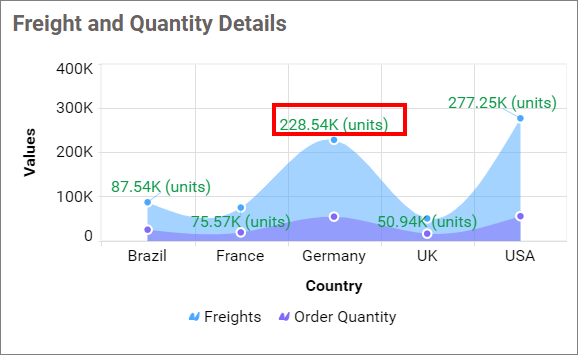 Freight and Quantity Details
400K
300K
200K
100K
0
Values
277.25K (units)
228.54K (units)
87.54K (units)
75.57K (units)
50.94K (units)
Brazil France Germany UK USA
Country
Freights Order Quantity